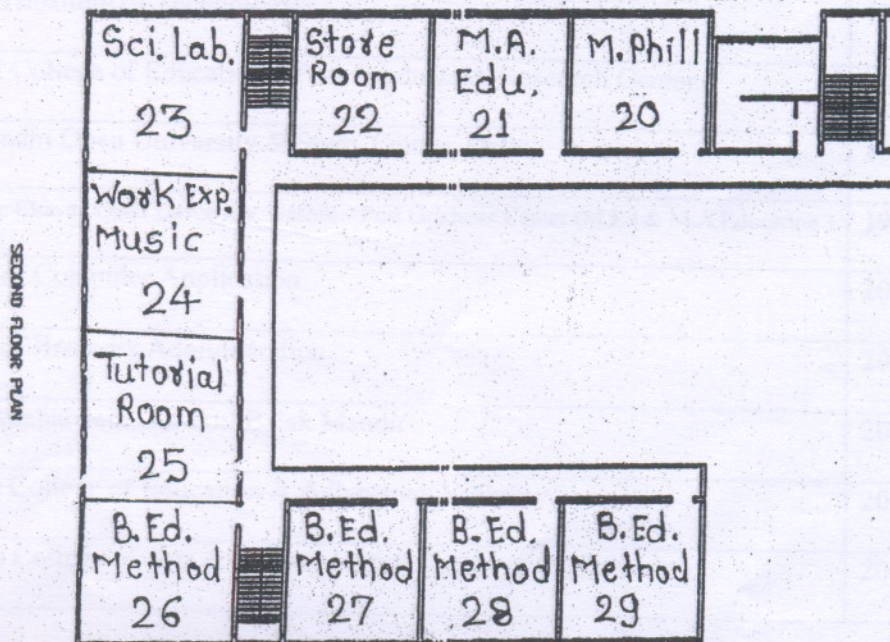 Sci. Lab.
23
Store
Room
22
M.A.
Edu.
21
M.Phill
20
Work Exp.
Music
24
Tutorial
Room
25
B.Ed.
Method
26
B.Ed.
Method
27
B.Ed.
Method
28
B.Ed.
Method
29
SECOND FLOOR PLAN